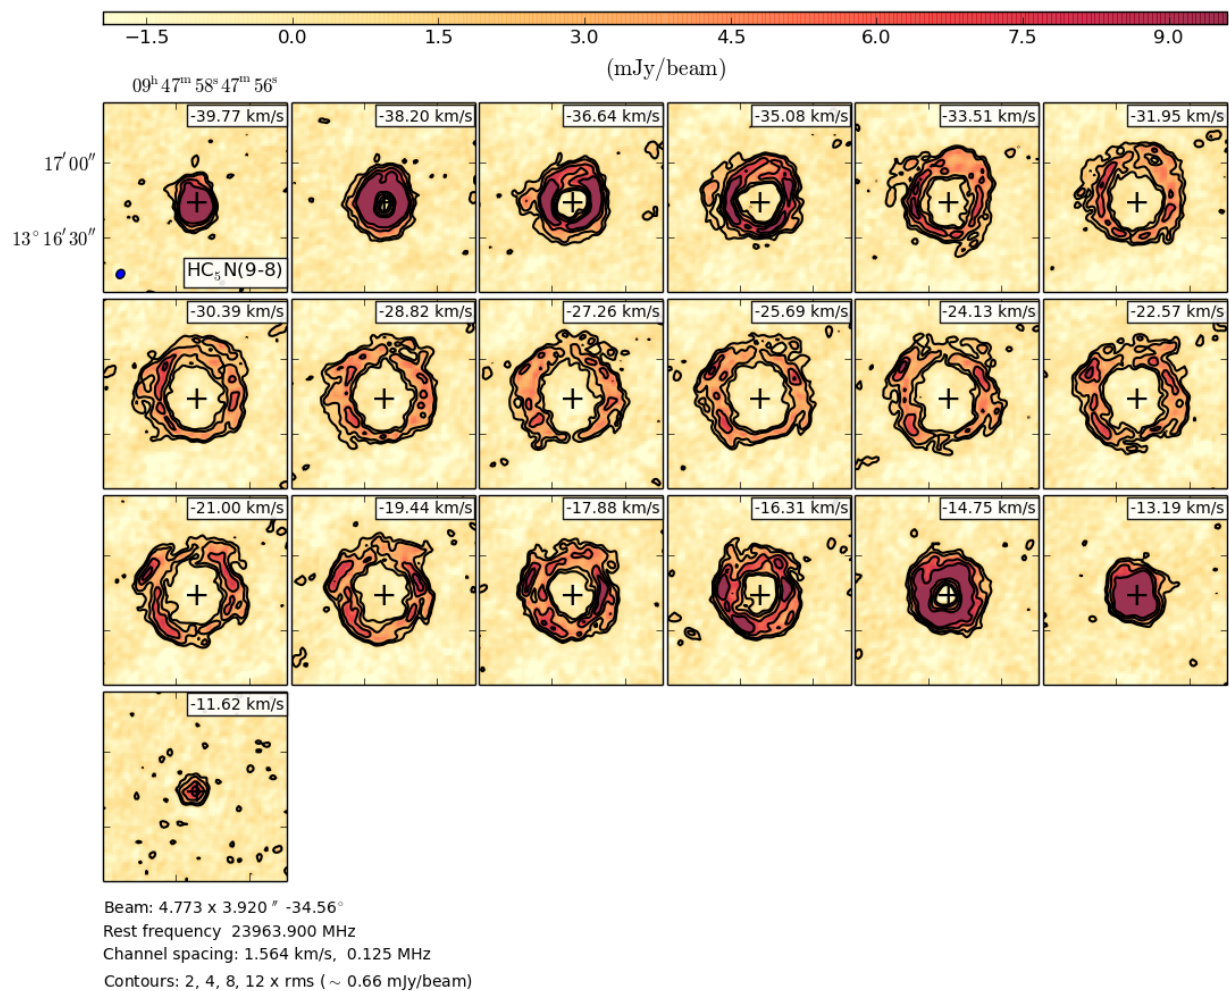 −1.5 0.0 1.5 3.0 4.5 6.0 7.5 9.0
(mJy/beam)
09ʰ 47ᵐ 58ˢ 47ᵐ 56ˢ
-39.77 km/s -38.20 km/s -36.64 km/s -35.08 km/s -33.51 km/s -31.95 km/s
17′ 00″
13° 16′ 30″
HC₅N(9-8)
-30.39 km/s -28.82 km/s -27.26 km/s -25.69 km/s -24.13 km/s -22.57 km/s
-21.00 km/s -19.44 km/s -17.88 km/s -16.31 km/s -14.75 km/s -13.19 km/s
-11.62 km/s
Beam: 4.773 x 3.920 ″ -34.56°
Rest frequency 23963.900 MHz
Channel spacing: 1.564 km/s, 0.125 MHz
Contours: 2, 4, 8, 12 x rms (∼ 0.66 mJy/beam)